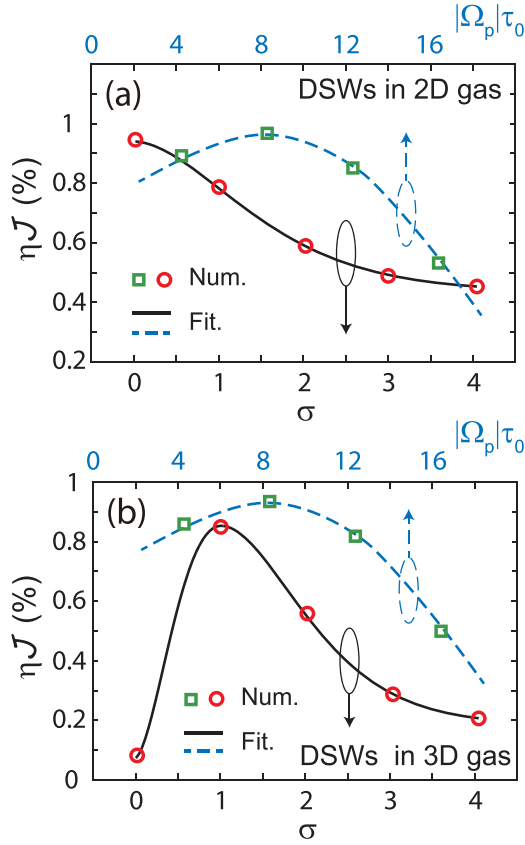 |Ωp|τ0
2 4 8 12 16
(a) DSWs in 2D gas
1
0.8
0.6
0.4
0.2
ηJ (%)
Num.
Fit.
0 1 2 3 4
σ
|Ωp|τ0
0 4 8 12 16
(b)
1
0.8
0.6
0.4
0.2
0
ηJ (%)
Num.
Fit.
DSWs in 3D gas
0 1 2 3 4
σ